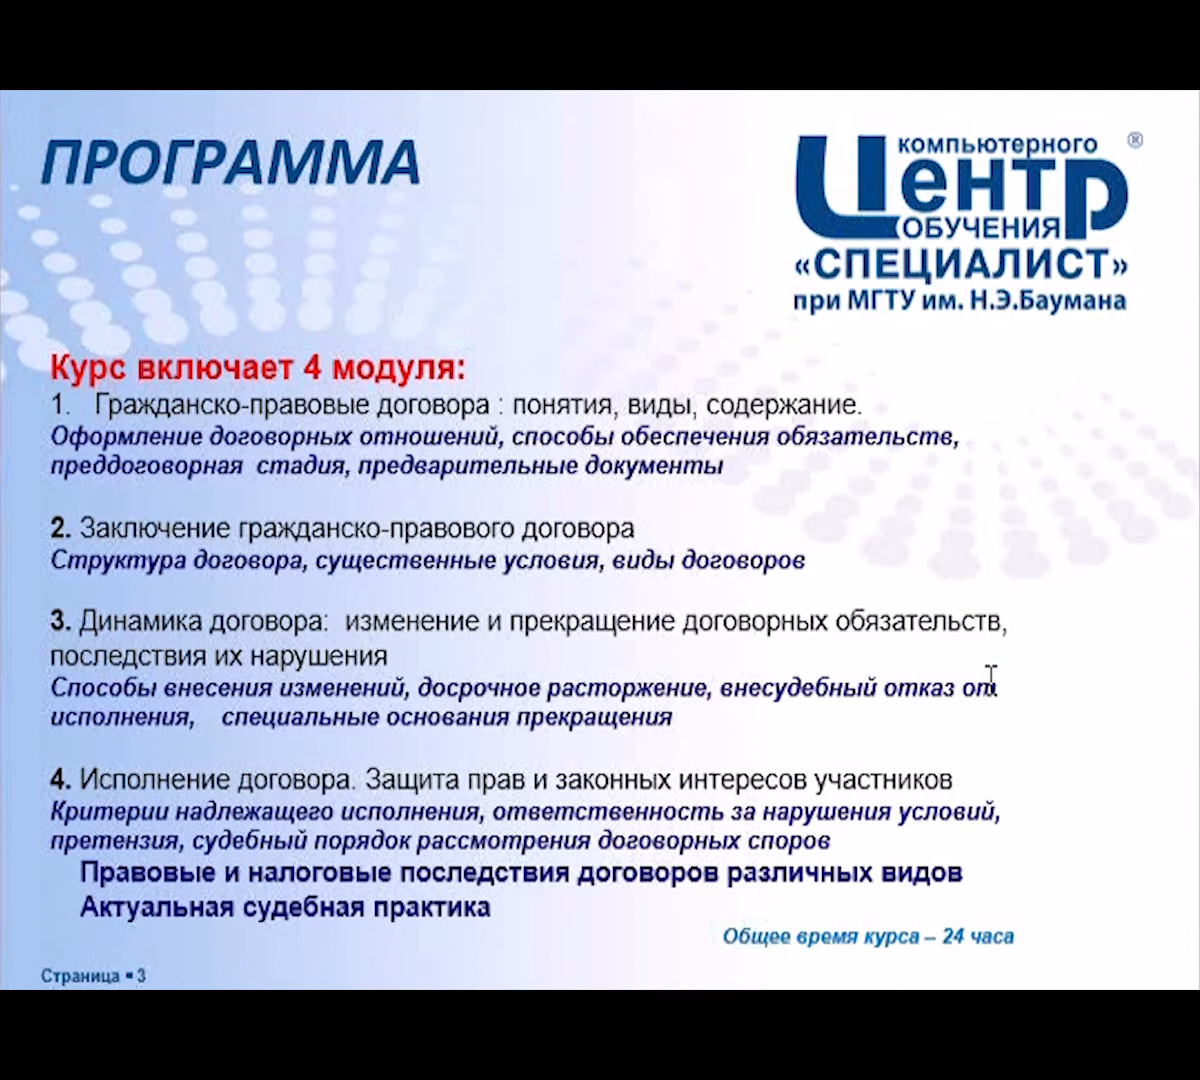 ПРОГРАММА
компьютерного ®
Центр
ОБУЧЕНИЯ
«СПЕЦИАЛИСТ»
при МГТУ им. Н.Э.Баумана
Курс включает 4 модуля:
1. Гражданско-правовые договора : понятия, виды, содержание.
Оформление договорных отношений, способы обеспечения обязательств,
преддоговорная стадия, предварительные документы
2. Заключение гражданско-правового договора
Структура договора, существенные условия, виды договоров
3. Динамика договора: изменение и прекращение договорных обязательств,
последствия их нарушения
Способы внесения изменений, досрочное расторжение, внесудебный отказ от
исполнения, специальные основания прекращения
4. Исполнение договора. Защита прав и законных интересов участников
Критерии надлежащего исполнения, ответственность за нарушения условий,
претензия, судебный порядок рассмотрения договорных споров
Правовые и налоговые последствия договоров различных видов
Актуальная судебная практика
Общее время курса – 24 часа
Страница ▪ 3